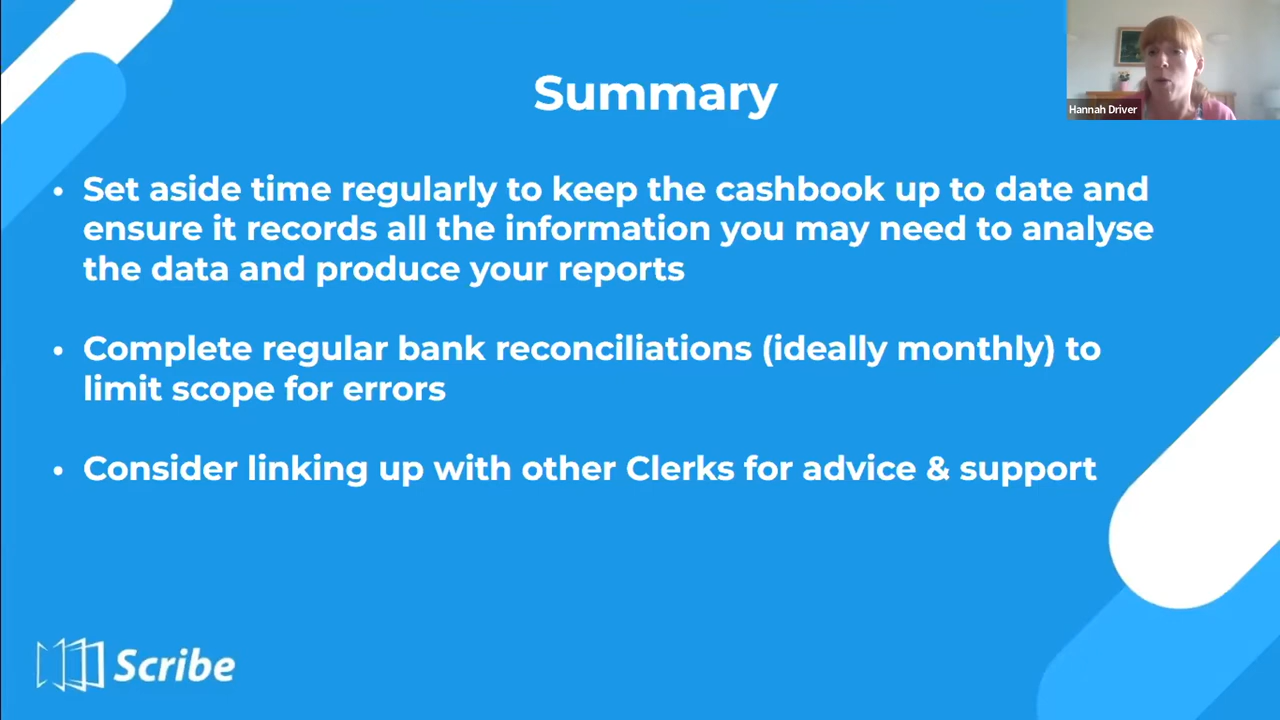 Summary
Hannah Driver
• Set aside time regularly to keep the cashbook up to date and
ensure it records all the information you may need to analyse
the data and produce your reports
• Complete regular bank reconciliations (ideally monthly) to
limit scope for errors
• Consider linking up with other Clerks for advice & support
Scribe